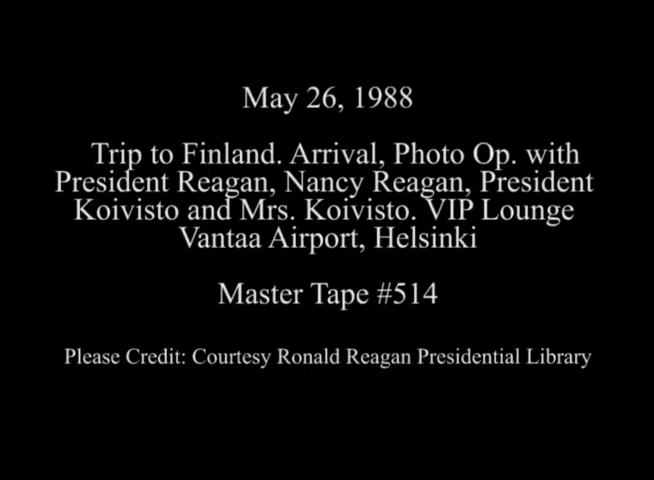 May 26, 1988
Trip to Finland. Arrival, Photo Op. with
President Reagan, Nancy Reagan, President
Koivisto and Mrs. Koivisto. VIP Lounge
Vantaa Airport, Helsinki
Master Tape #514
Please Credit: Courtesy Ronald Reagan Presidential Library